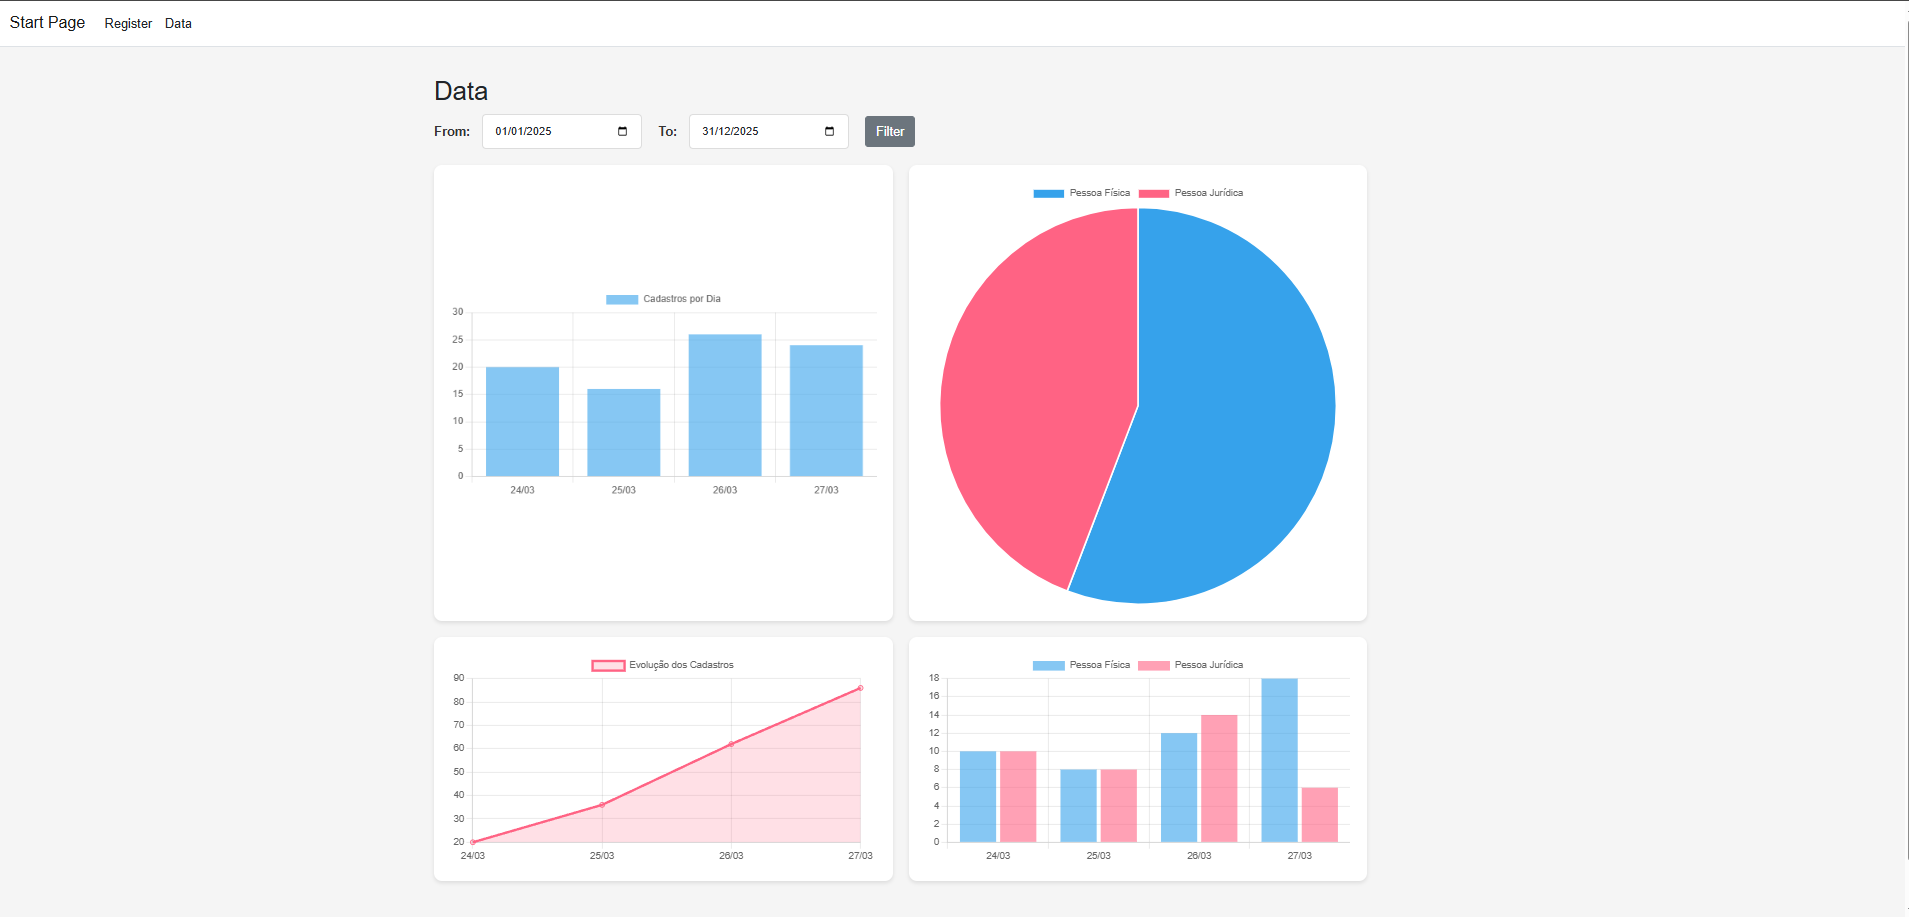 Start Page Register Data
Data
From: 01/01/2025 To: 31/12/2025 Filter
Cadastros por Dia
30
25
20
15
10
5
0
24/03 25/03 26/03 27/03
Pessoa Física Pessoa Jurídica
Evolução dos Cadastros
90
80
70
60
50
40
30
20
24/03 25/03 26/03 27/03
Pessoa Física Pessoa Jurídica
18
16
14
12
10
8
6
4
2
0
24/03 25/03 26/03 27/03